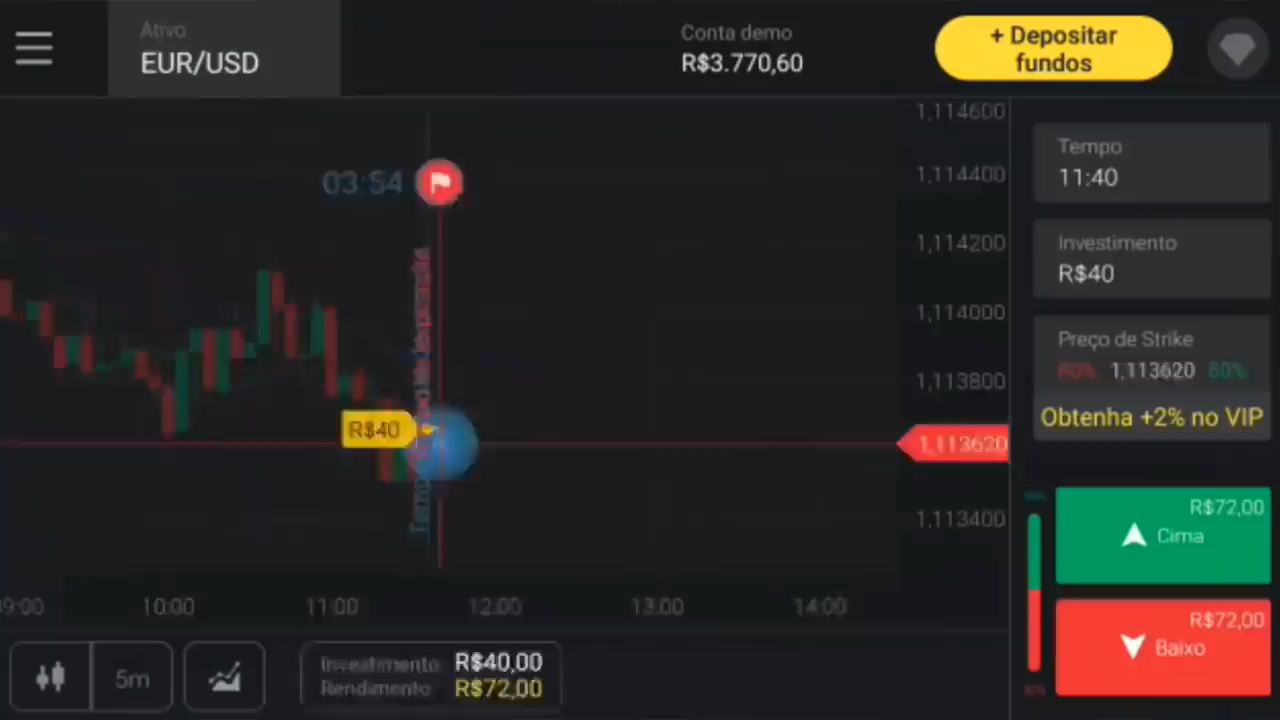 Ativo
EUR/USD
Conta demo
R$3.770,60
+ Depositar
fundos
1,114600
03:54
1,114400
1,114200
1,114000
1,113800
R$40
1,113620
1,113400
Tempo
11:40
Investimento
R$40
Preço de Strike
80% 1,113620 80%
Obtenha +2% no VIP
R$72,00
Cima
R$72,00
Baixo
09:00 10:00 11:00 12:00 13:00 14:00
5m
Investimento R$40,00
Rendimento R$72,00